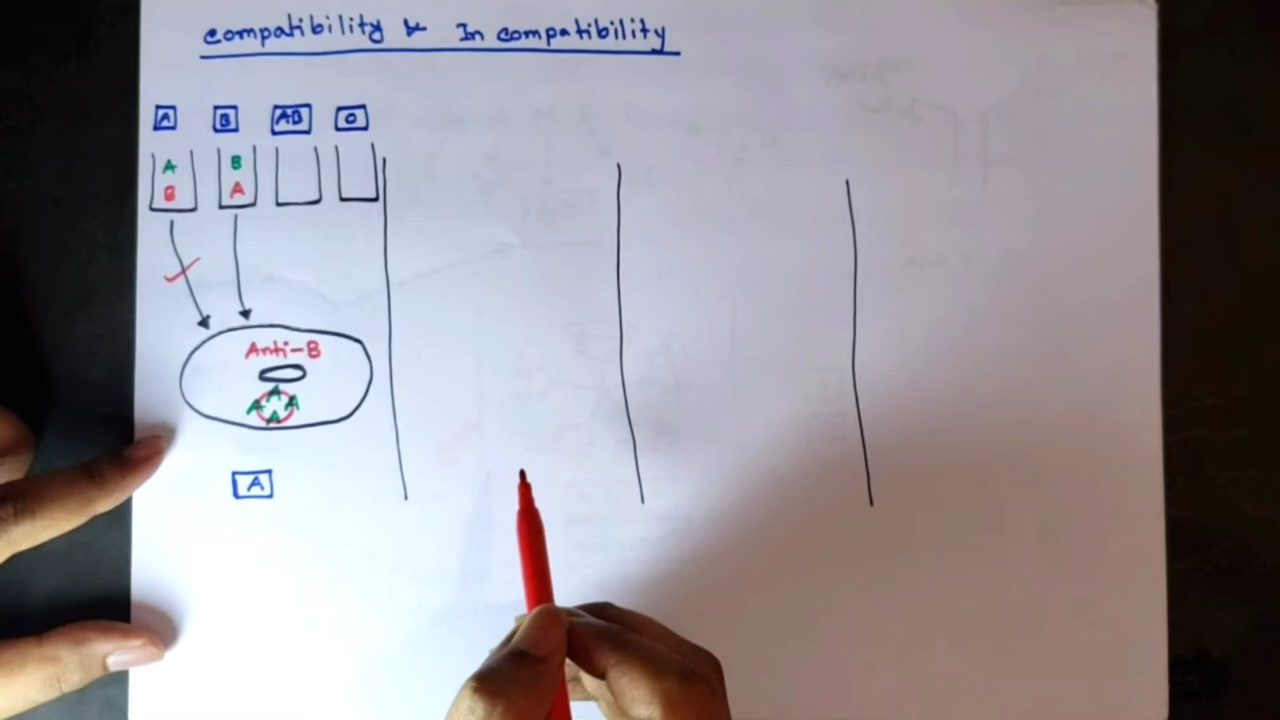 compatibility & In compatibility
A B AB O
A B
B A
Anti-B
A
A A
A
A